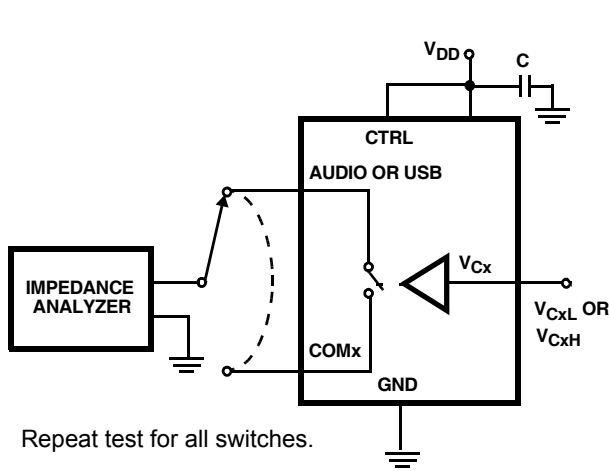 VDD
C
CTRL
AUDIO OR USB
VCx
IMPEDANCE
ANALYZER
VCxL OR
VCxH
COMx
GND
Repeat test for all switches.